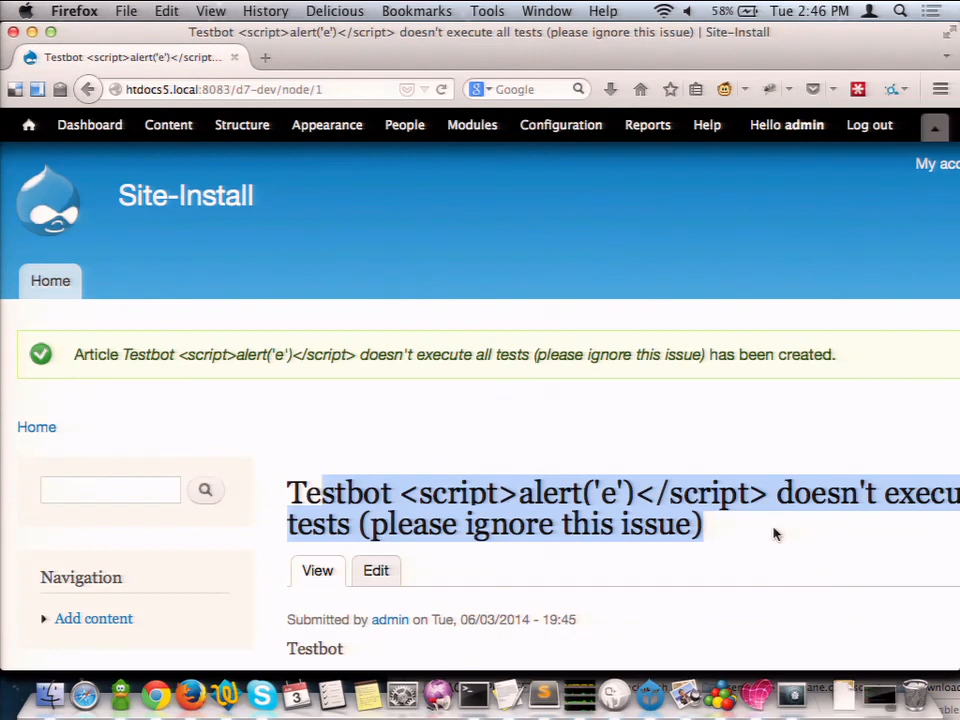 Firefox File Edit View History Delicious Bookmarks Tools Window Help 58% Tue 2:46 PM
Testbot <script>alert('e')</script> doesn't execute all tests (please ignore this issue) | Site-Install
Testbot <script>alert('e')</scrip...
htdocs5.local:8083/d7-dev/node/1 Google
Dashboard Content Structure Appearance People Modules Configuration Reports Help Hello admin Log out
My acc
Site-Install
Home
Article Testbot <script>alert('e')</script> doesn't execute all tests (please ignore this issue) has been created.
Home
Testbot <script>alert('e')</script> doesn't execu
tests (please ignore this issue)
View Edit
Navigation
Add content
Submitted by admin on Tue, 06/03/2014 - 19:45
Testbot
3